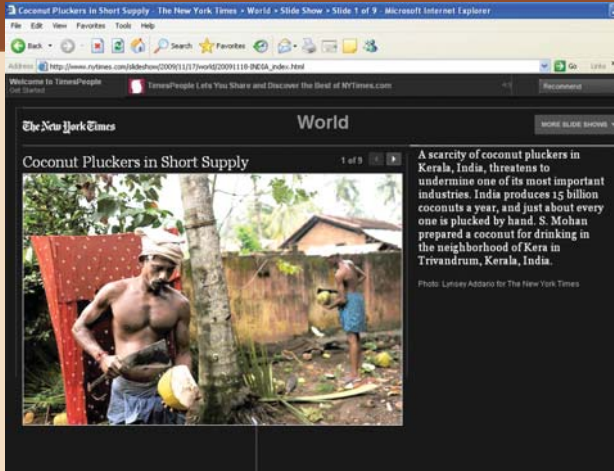 Coconut Pluckers in Short Supply - The New York Times > World > Slide Show > Slide 1 of 9 - Microsoft Internet Explorer
File Edit View Favorites Tools Help
Back Search Favorites
Address http://www.nytimes.com/slideshow/2009/11/17/world/20091118-INDIA_index.html Go Links
Welcome to TimesPeople
Get Started
TimesPeople Lets You Share and Discover the Best of NYTimes.com
Recommend
The New York Times
World
MORE SLIDE SHOWS
Coconut Pluckers in Short Supply
1 of 9
A scarcity of coconut pluckers in
Kerala, India, threatens to
undermine one of its most important
industries. India produces 15 billion
coconuts a year, and just about every
one is plucked by hand. S. Mohan
prepared a coconut for drinking in
the neighborhood of Kera in
Trivandrum, Kerala, India.
Photo: Lynsey Addario for The New York Times